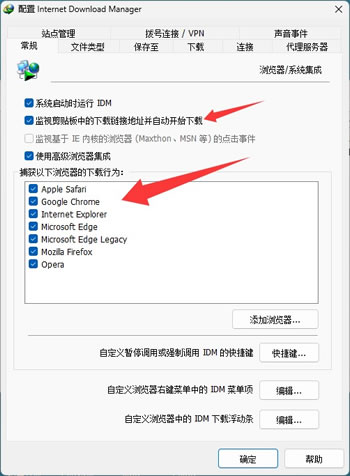 配置 Internet Download Manager
站点管理 拨号连接 / VPN 声音事件
常规 文件类型 保存至 下载 连接 代理服务器
浏览器/系统集成
系统启动时运行 IDM
监视剪贴板中的下载链接地址并自动开始下载
监视基于 IE 内核的浏览器 (Maxthon、MSN 等) 的点击事件
使用高级浏览器集成
捕获以下浏览器的下载行为:
Apple Safari
Google Chrome
Internet Explorer
Microsoft Edge
Microsoft Edge Legacy
Mozilla Firefox
Opera
添加浏览器...
自定义暂停调用或强制调用 IDM 的快捷键 快捷键...
自定义浏览器右键菜单中的 IDM 菜单项 编辑...
自定义浏览器中的 IDM 下载浮动条 编辑...
确定 帮助